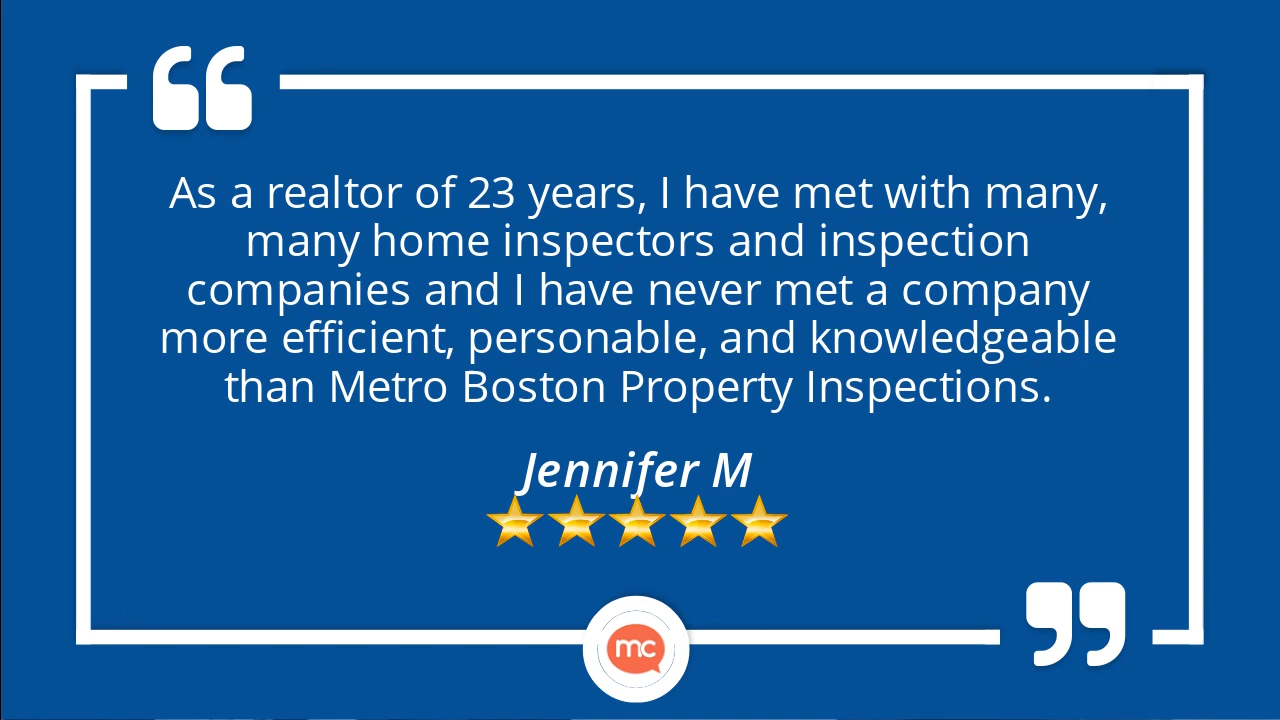 As a realtor of 23 years, I have met with many,
many home inspectors and inspection
companies and I have never met a company
more efficient, personable, and knowledgeable
than Metro Boston Property Inspections.
Jennifer M
mc